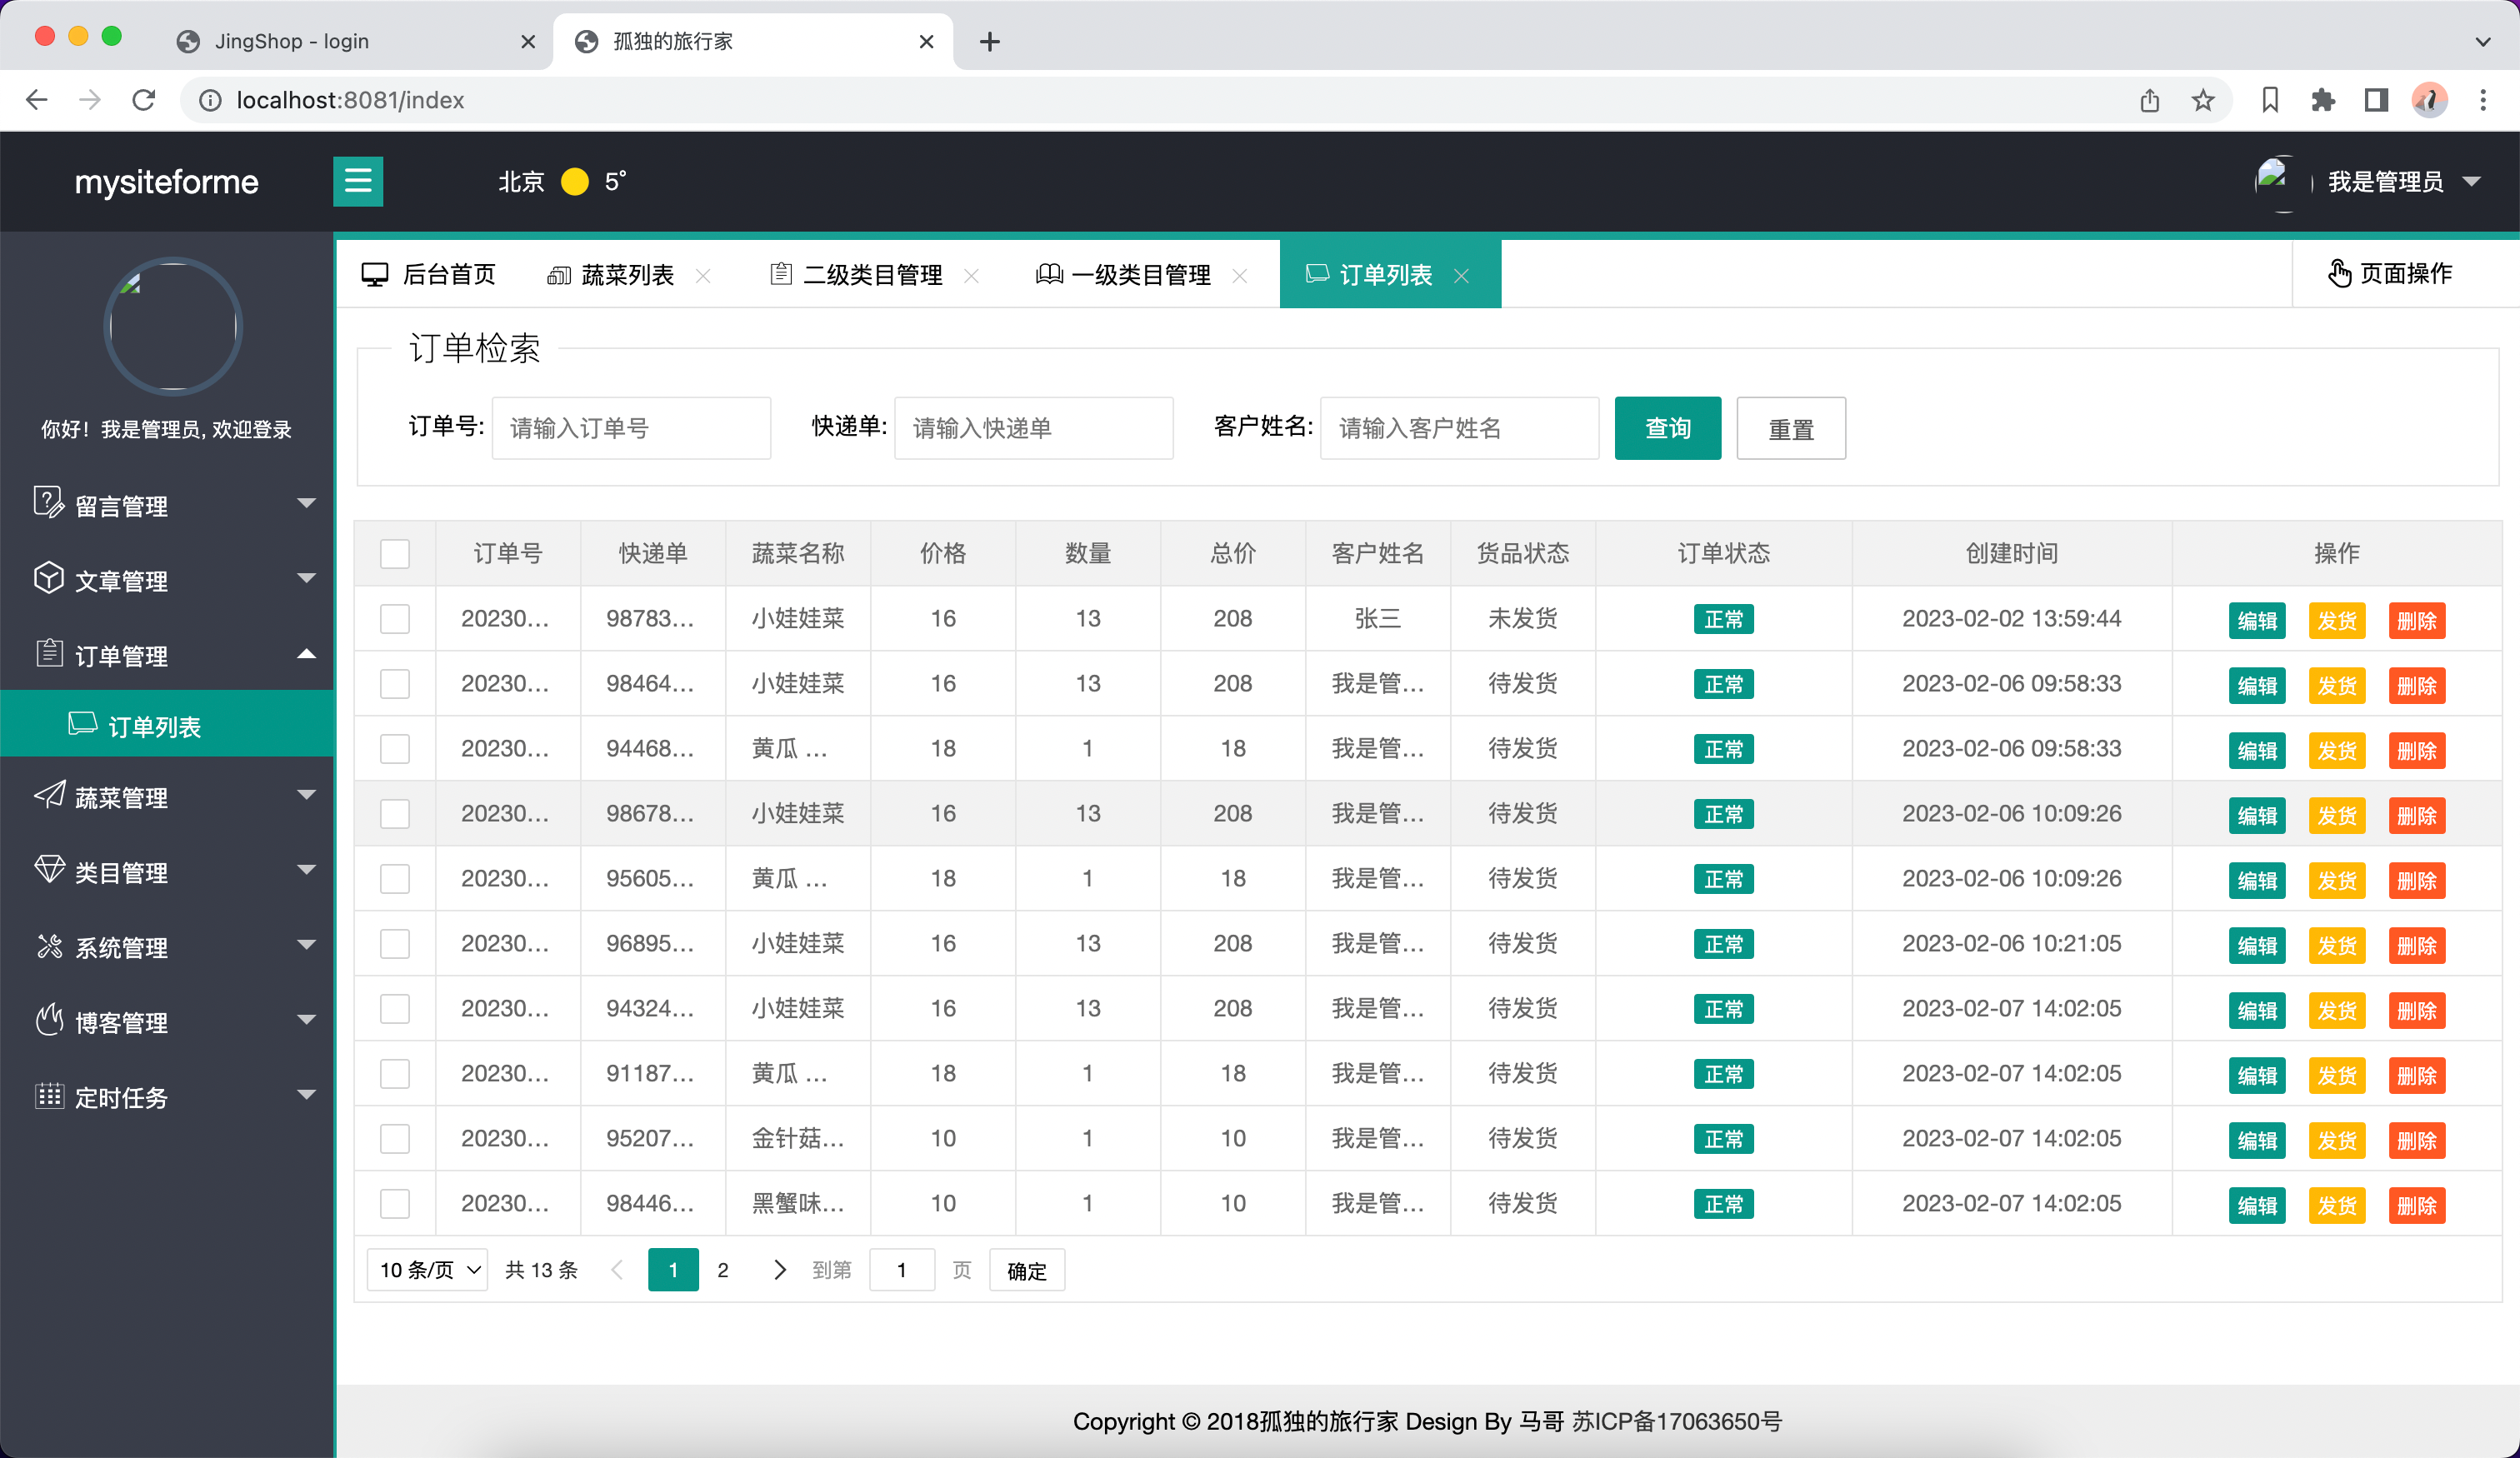 JingShop - login
孤独的旅行家
localhost:8081/index
mysiteforme
北京 5°
我是管理员
后台首页 蔬菜列表 二级类目管理 一级类目管理 订单列表 页面操作
你好！我是管理员, 欢迎登录
留言管理
文章管理
订单管理
订单列表
蔬菜管理
类目管理
系统管理
博客管理
定时任务
订单检索
订单号: 请输入订单号 快递单: 请输入快递单 客户姓名: 请输入客户姓名 查询 重置
订单号 快递单 蔬菜名称 价格 数量 总价 客户姓名 货品状态 订单状态 创建时间 操作
20230... 98783... 小娃娃菜 16 13 208 张三 未发货 正常 2023-02-02 13:59:44 编辑 发货 删除
20230... 98464... 小娃娃菜 16 13 208 我是管... 待发货 正常 2023-02-06 09:58:33 编辑 发货 删除
20230... 94468... 黄瓜 ... 18 1 18 我是管... 待发货 正常 2023-02-06 09:58:33 编辑 发货 删除
20230... 98678... 小娃娃菜 16 13 208 我是管... 待发货 正常 2023-02-06 10:09:26 编辑 发货 删除
20230... 95605... 黄瓜 ... 18 1 18 我是管... 待发货 正常 2023-02-06 10:09:26 编辑 发货 删除
20230... 96895... 小娃娃菜 16 13 208 我是管... 待发货 正常 2023-02-06 10:21:05 编辑 发货 删除
20230... 94324... 小娃娃菜 16 13 208 我是管... 待发货 正常 2023-02-07 14:02:05 编辑 发货 删除
20230... 91187... 黄瓜 ... 18 1 18 我是管... 待发货 正常 2023-02-07 14:02:05 编辑 发货 删除
20230... 95207... 金针菇... 10 1 10 我是管... 待发货 正常 2023-02-07 14:02:05 编辑 发货 删除
20230... 98446... 黑蟹味... 10 1 10 我是管... 待发货 正常 2023-02-07 14:02:05 编辑 发货 删除
10 条/页 共 13 条 1 2 到第 1 页 确定
Copyright © 2018孤独的旅行家 Design By 马哥 苏ICP备17063650号